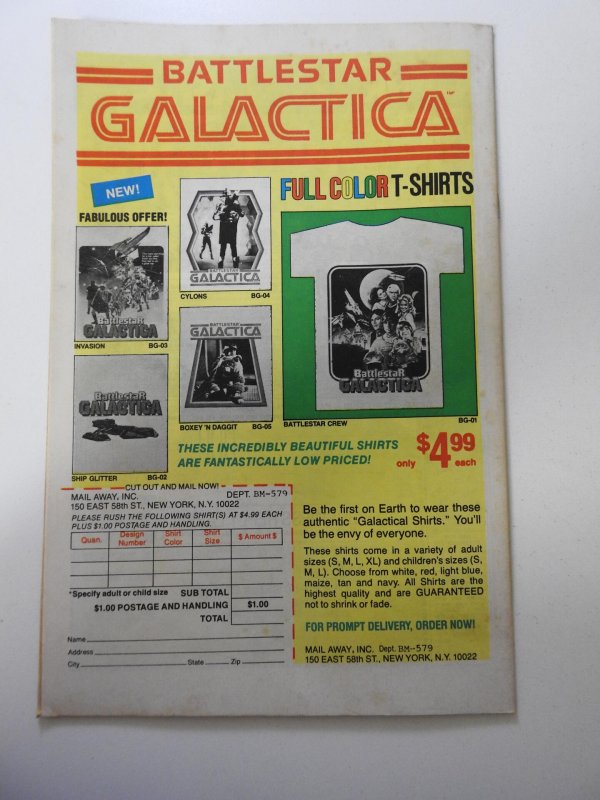 BATTLESTAR
GALACTICA™
NEW!
FABULOUS OFFER!
FULL COLOR T-SHIRTS
BATTLESTAR
GALACTICA
CYLONS BG-04
Battlestar
GALACTICA
INVASION BG-03
BATTLESTAR
GALACTICA
BOXEY 'N DAGGIT BG-05
Battlestar
GALACTICA
SHIP GLITTER BG-02
Battlestar
GALACTICA
BATTLESTAR CREW BG-01
THESE INCREDIBLY BEAUTIFUL SHIRTS
ARE FANTASTICALLY LOW PRICED!
only $4.99 each
CUT OUT AND MAIL NOW!
MAIL AWAY, INC. DEPT. BM-579
150 EAST 58th ST., NEW YORK, N.Y. 10022
PLEASE RUSH THE FOLLOWING SHIRT(S) AT $4.99 EACH
PLUS $1.00 POSTAGE AND HANDLING.
Quan. Design Number Shirt Color Shirt Size $ Amount $
*Specify adult or child size SUB TOTAL
$1.00 POSTAGE AND HANDLING $1.00
TOTAL
Name
Address
City State Zip
Be the first on Earth to wear these
authentic "Galactical Shirts." You'll
be the envy of everyone.
These shirts come in a variety of adult
sizes (S, M, L, XL) and children's sizes (S,
M, L). Choose from white, red, light blue,
maize, tan and navy. All Shirts are the
highest quality and are GUARANTEED
not to shrink or fade.
FOR PROMPT DELIVERY, ORDER NOW!
MAIL AWAY, INC. Dept. BM--579
150 EAST 58th ST., NEW YORK, N.Y. 10022